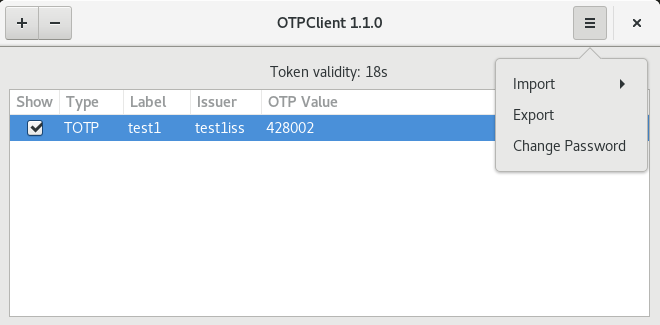 OTPClient 1.1.0
Token validity: 18s
Show Type Label Issuer OTP Value
TOTP test1 test1iss 428002
Import
Export
Change Password